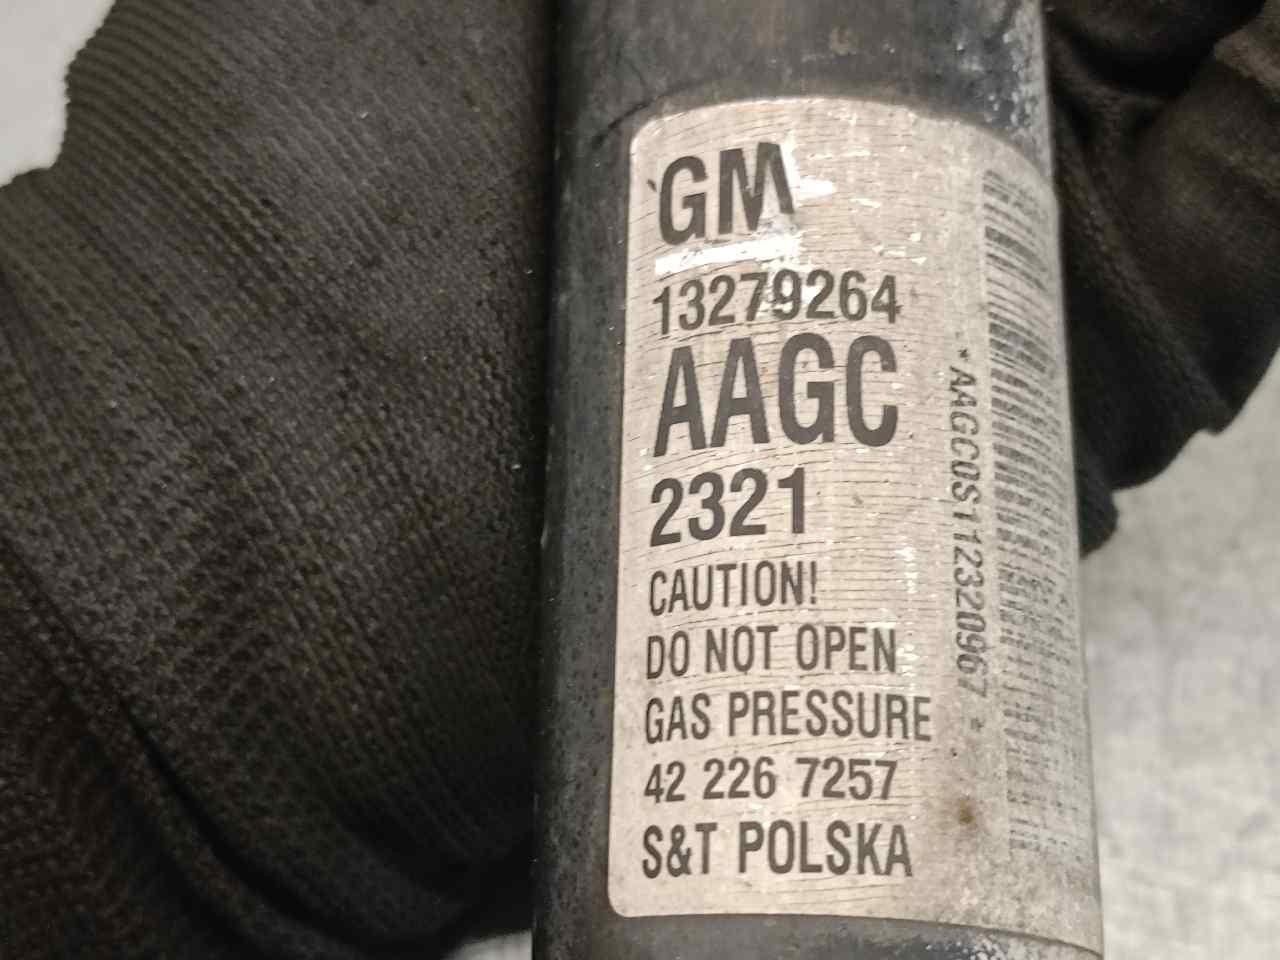 GM
13279264
AAGC
2321
CAUTION!
DO NOT OPEN
GAS PRESSURE
42 226 7257
S&T POLSKA
*AAGC0S112320967*